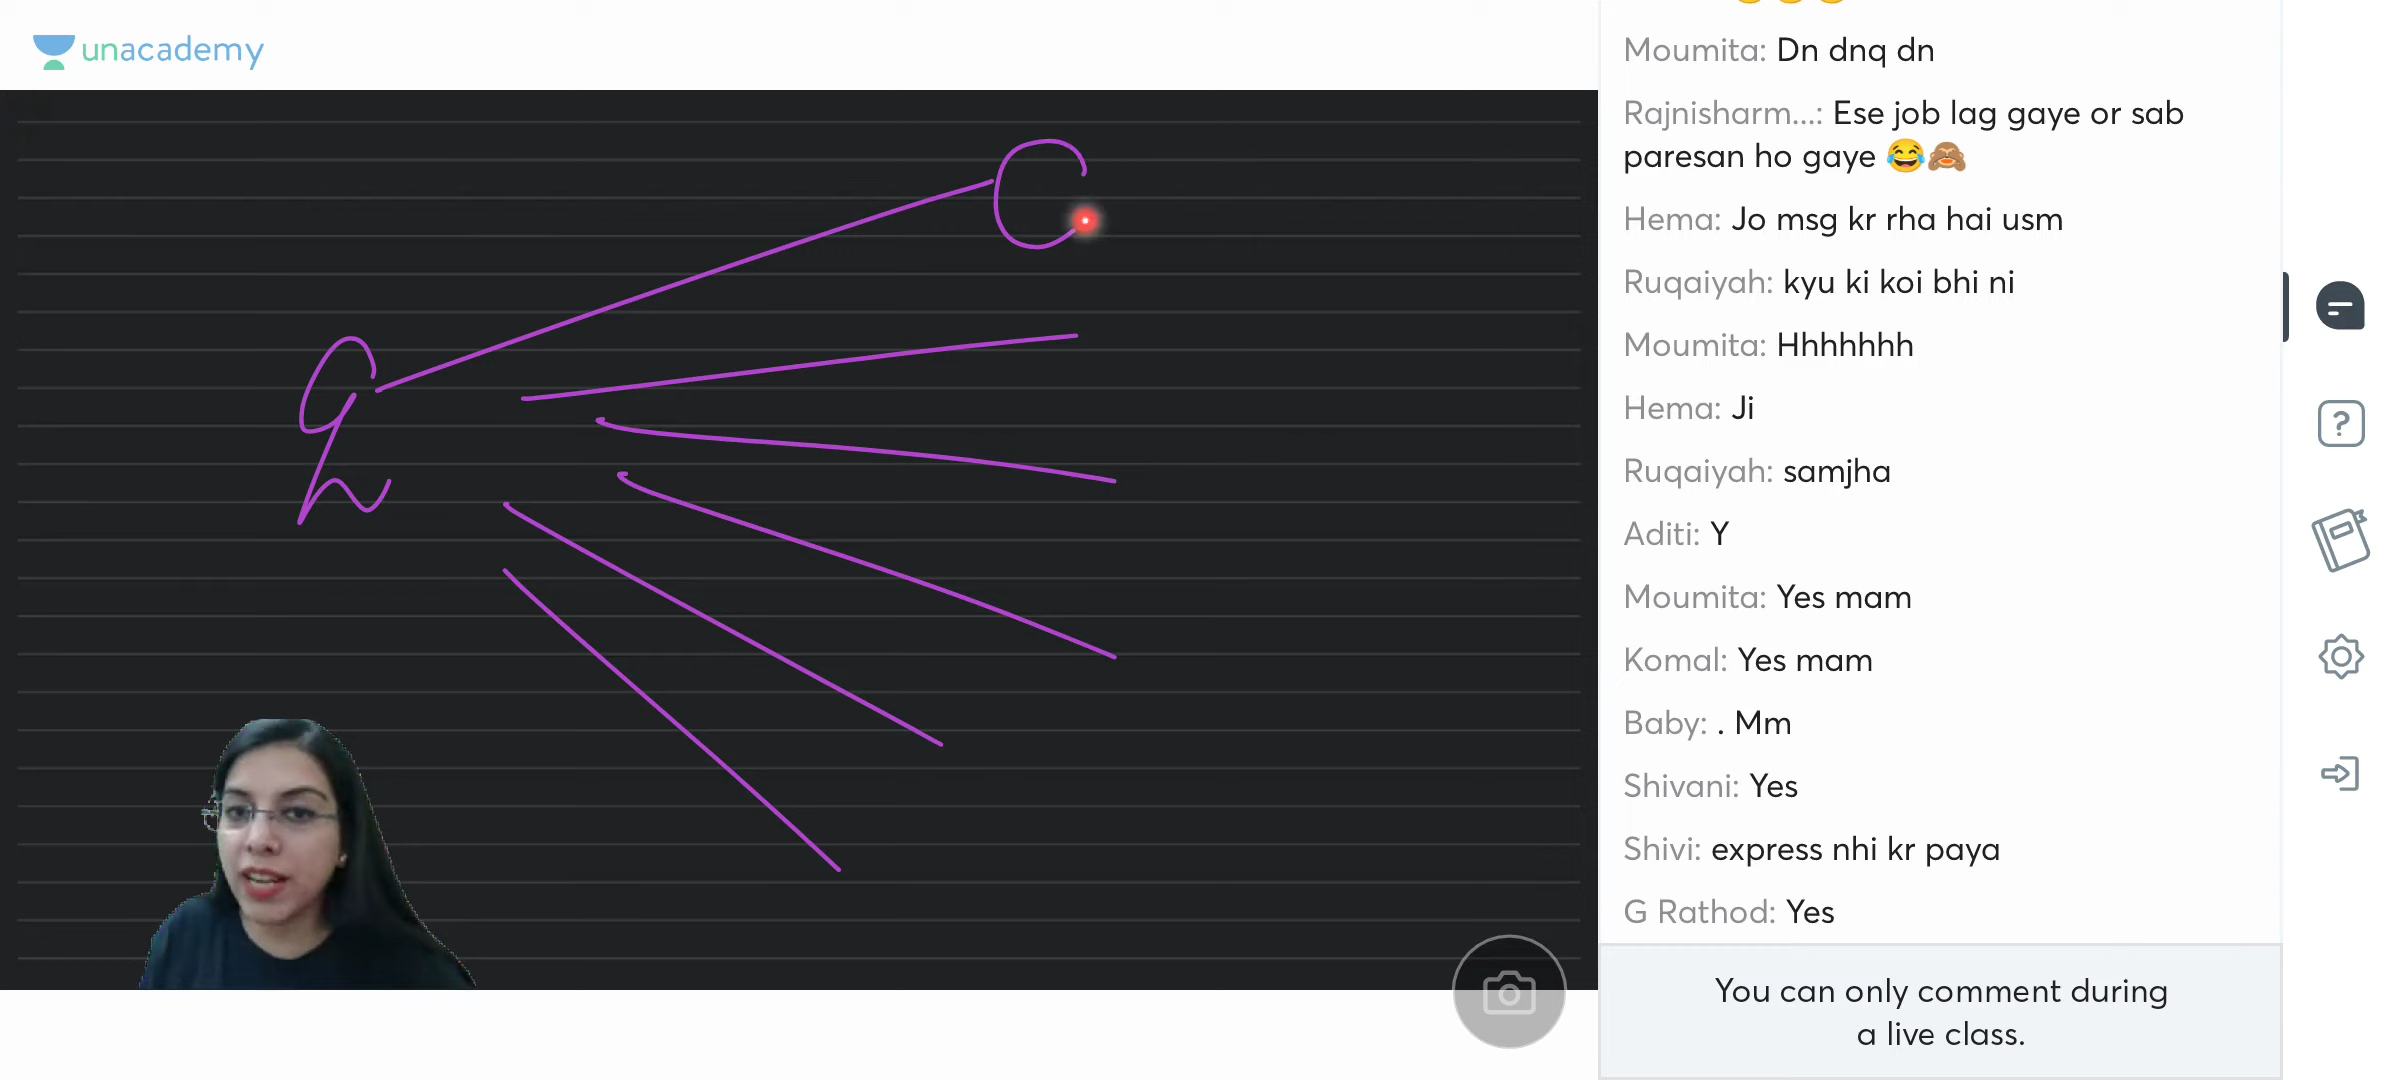 unacademy
C
Moumita: Dn dnq dn
Rajnisharm...: Ese job lag gaye or sab
paresan ho gaye 😂🙈
Hema: Jo msg kr rha hai usm
Ruqaiyah: kyu ki koi bhi ni
Moumita: Hhhhhhh
Hema: Ji
Ruqaiyah: samjha
Aditi: Y
Moumita: Yes mam
Komal: Yes mam
Baby: . Mm
Shivani: Yes
Shivi: express nhi kr paya
G Rathod: Yes
You can only comment during
a live class.